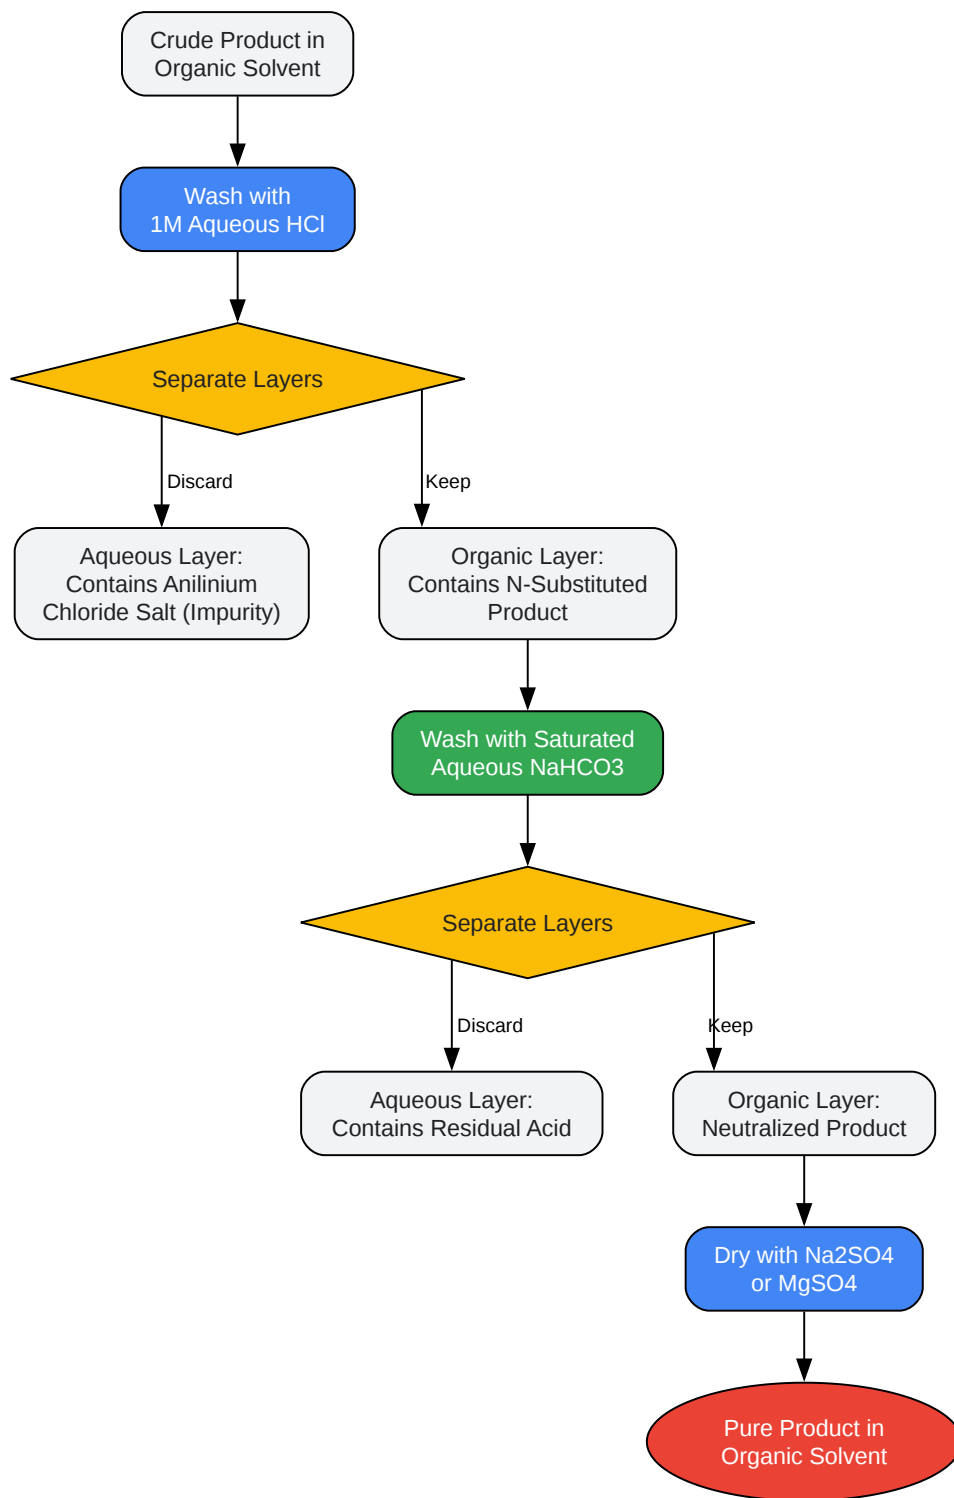 Crude Product in
Organic Solvent
Wash with
1M Aqueous HCl
Separate Layers
Discard
Keep
Aqueous Layer:
Contains Anilinium
Chloride Salt (Impurity)
Organic Layer:
Contains N-Substituted
Product
Wash with Saturated
Aqueous NaHCO3
Separate Layers
Discard
Keep
Aqueous Layer:
Contains Residual Acid
Organic Layer:
Neutralized Product
Dry with Na2SO4
or MgSO4
Pure Product in
Organic Solvent